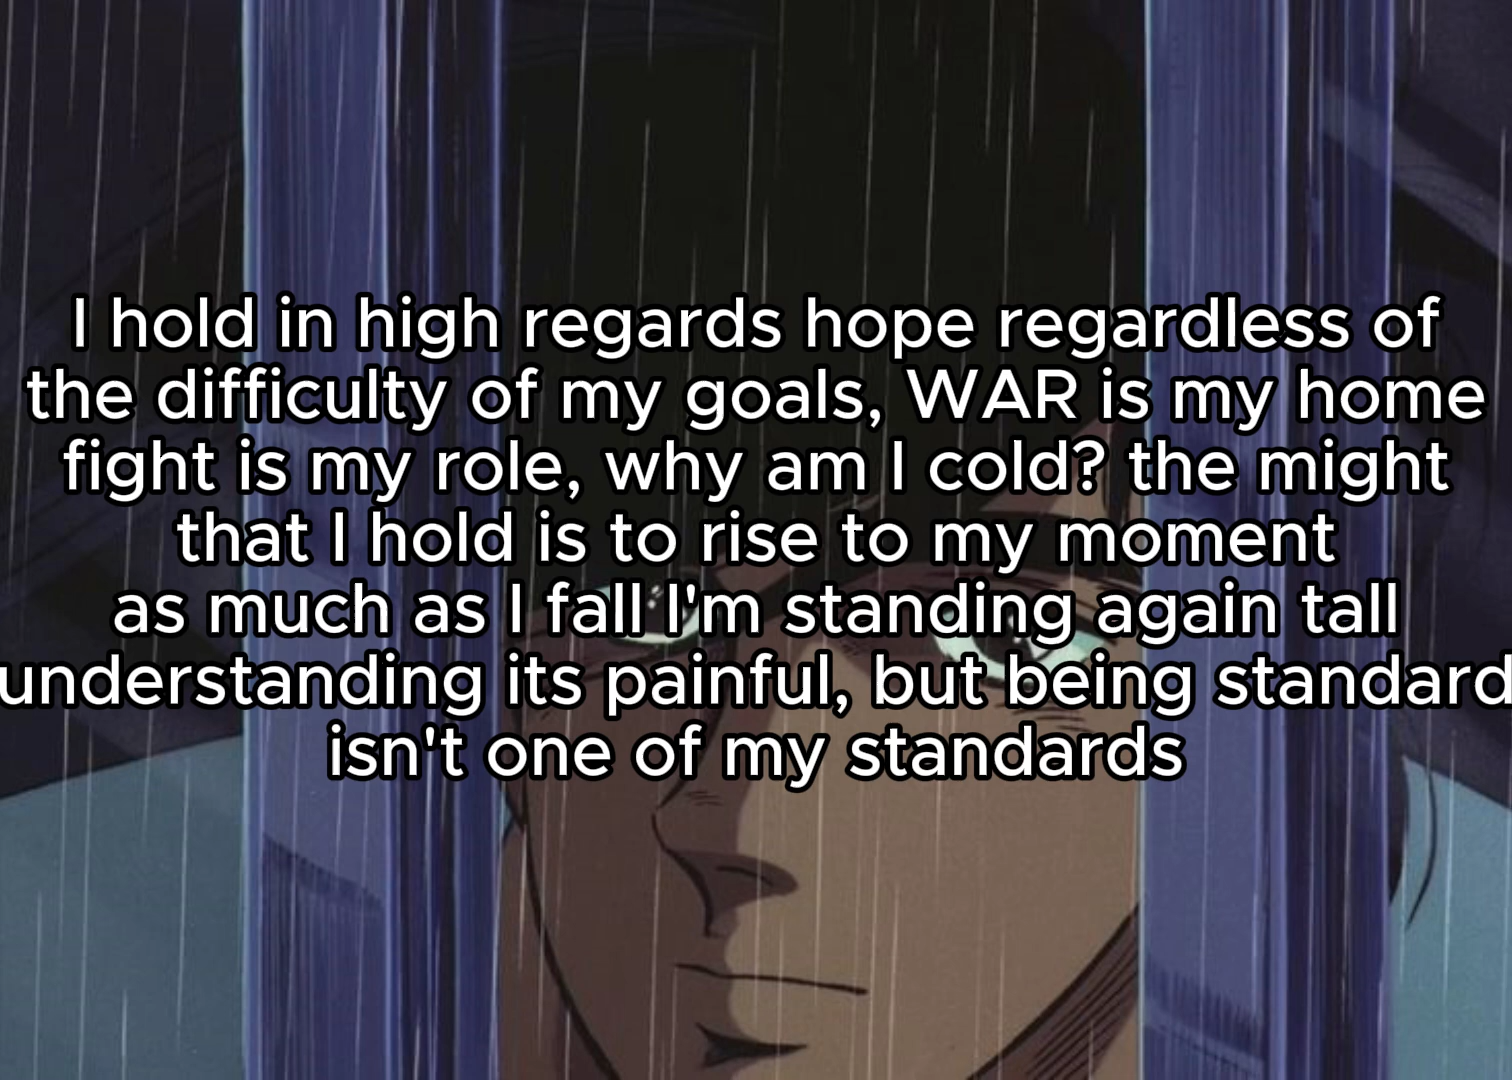 I hold in high regards hope regardless of
the difficulty of my goals, WAR is my home
fight is my role, why am I cold? the might
that I hold is to rise to my moment
as much as I fall I'm standing again tall
understanding its painful, but being standard
isn't one of my standards